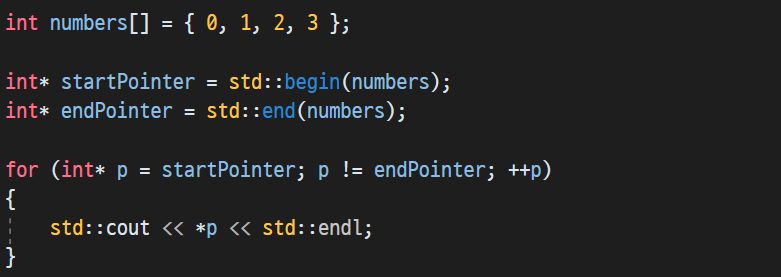 int numbers[] = { 0, 1, 2, 3 };
int* startPointer = std::begin(numbers);
int* endPointer = std::end(numbers);
for (int* p = startPointer; p != endPointer; ++p)
{
    std::cout << *p << std::endl;
}